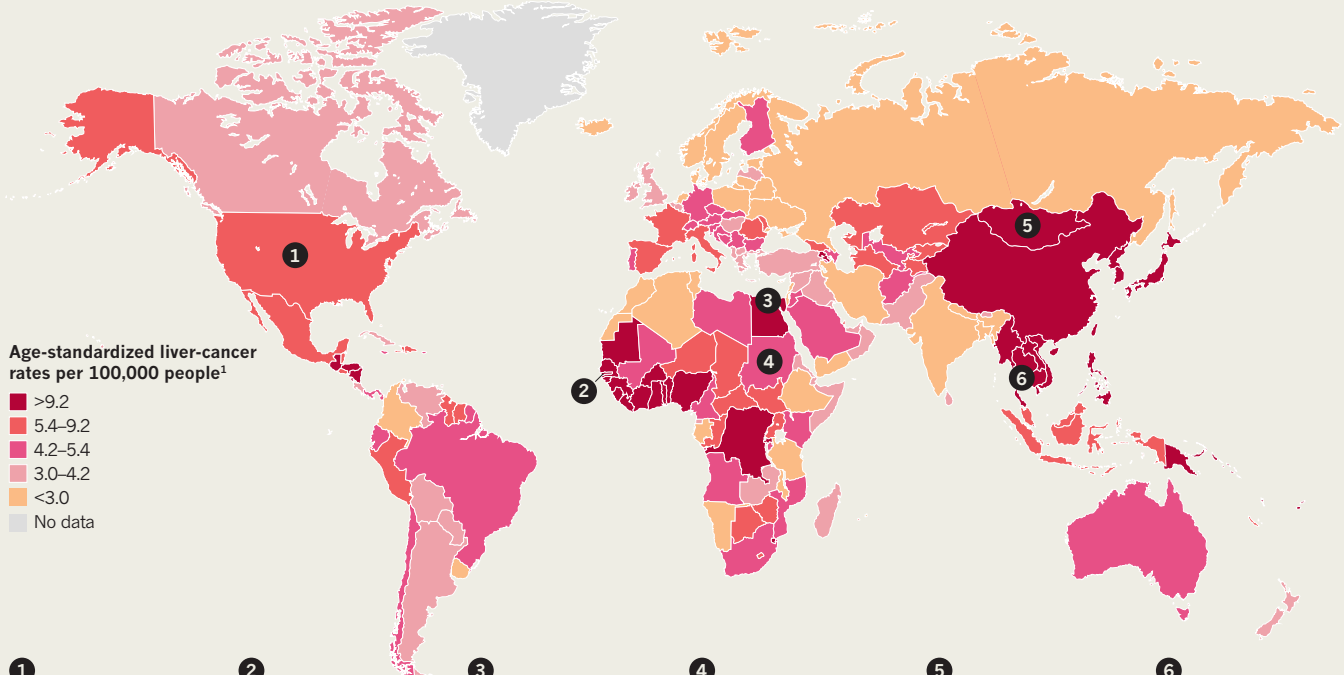 1
3
4
5
2
6
Age-standardized liver-cancer
rates per 100,000 people1
>9.2
5.4–9.2
4.2–5.4
3.0–4.2
<3.0
No data
1 2 3 4 5 6